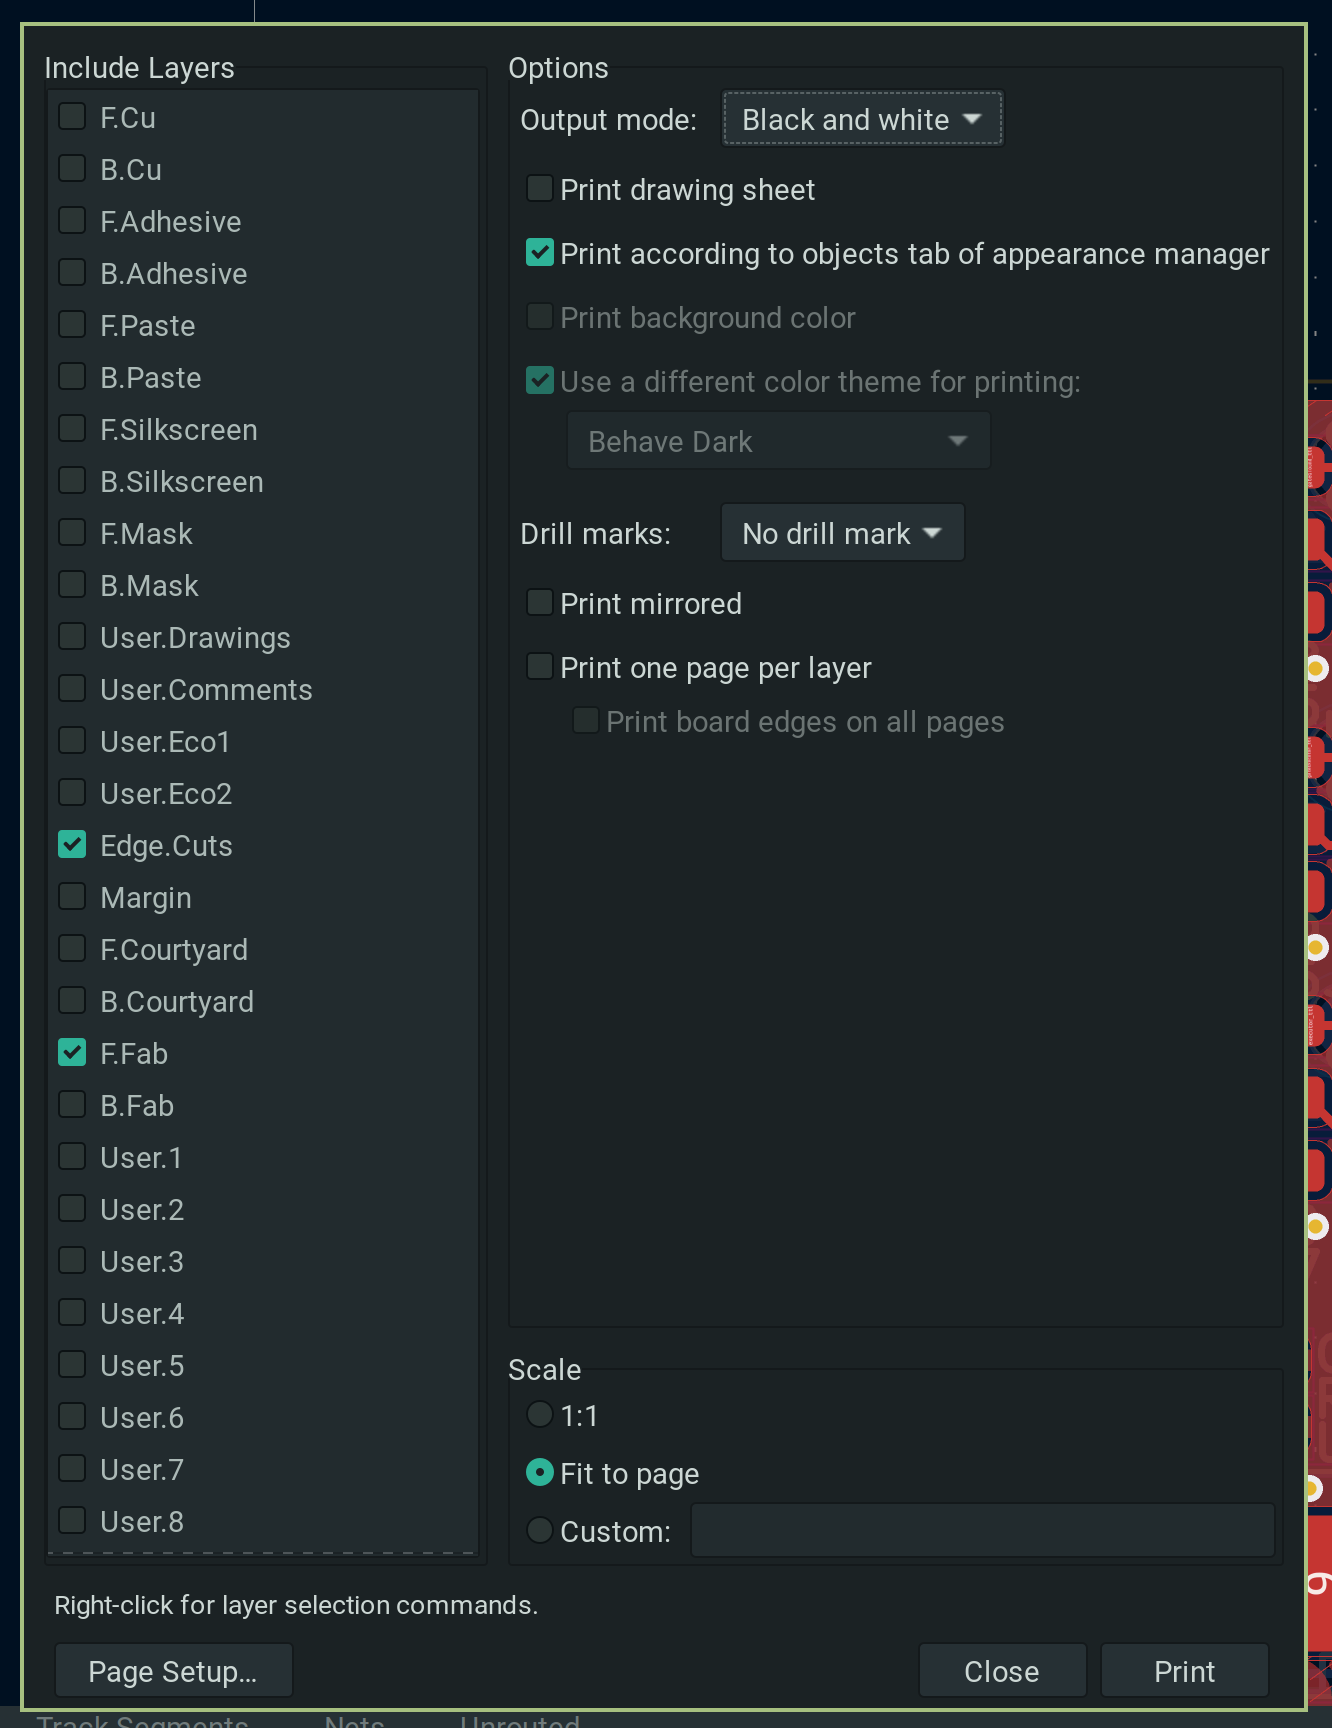 Include Layers
F.Cu
B.Cu
F.Adhesive
B.Adhesive
F.Paste
B.Paste
F.Silkscreen
B.Silkscreen
F.Mask
B.Mask
User.Drawings
User.Comments
User.Eco1
User.Eco2
Edge.Cuts
Margin
F.Courtyard
B.Courtyard
F.Fab
B.Fab
User.1
User.2
User.3
User.4
User.5
User.6
User.7
User.8
Options
Output mode: Black and white
Print drawing sheet
Print according to objects tab of appearance manager
Print background color
Use a different color theme for printing:
Behave Dark
Drill marks: No drill mark
Print mirrored
Print one page per layer
Print board edges on all pages
Scale
1:1
Fit to page
Custom:
Right-click for layer selection commands.
Page Setup...
Close
Print
Track Segments Nets Unrouted